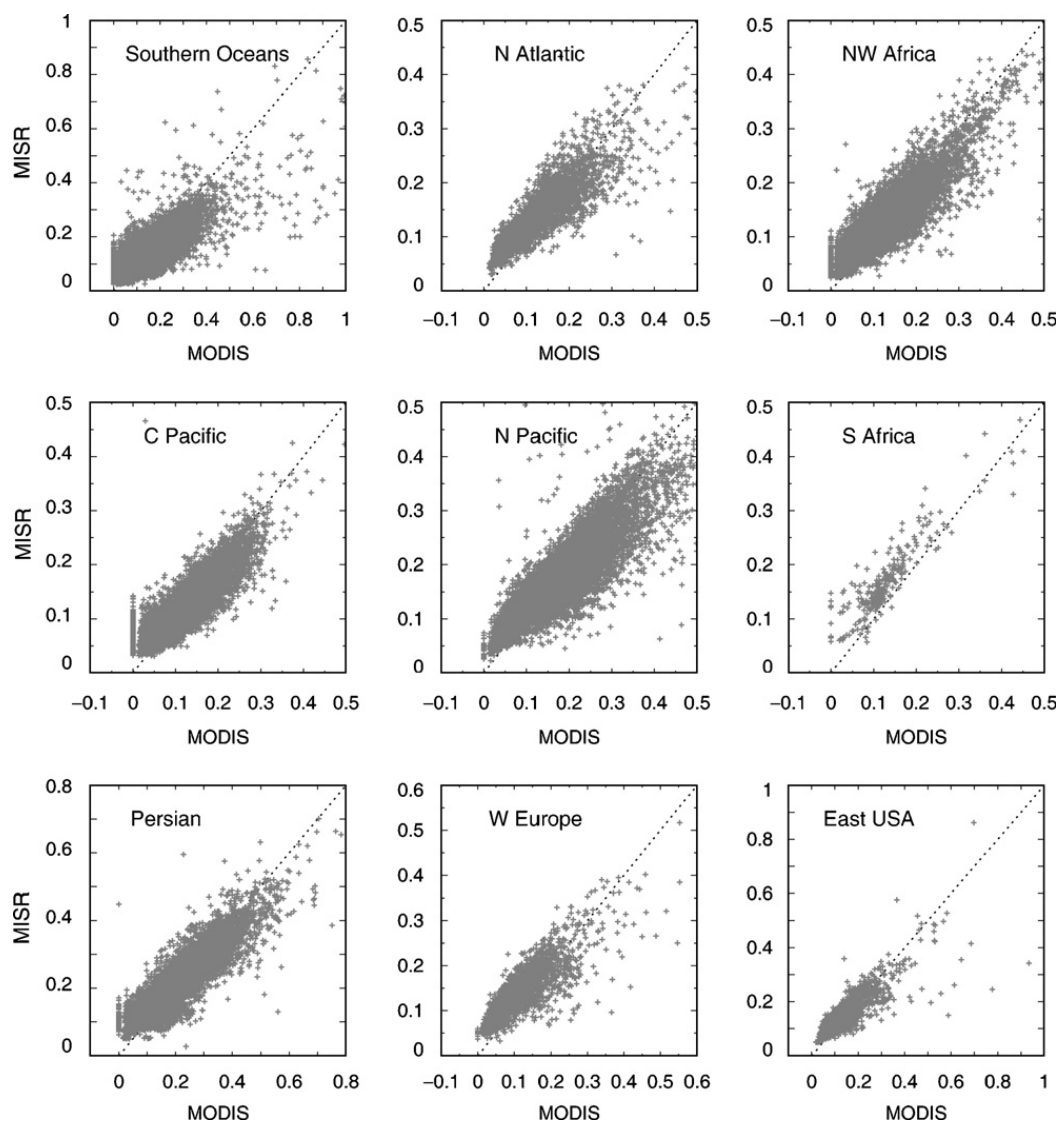 1
0.8
0.6
0.4
0.2
0
MISR
Southern Oceans
0 0.2 0.4 0.6 0.8 1
MODIS
0.5
0.4
0.3
0.2
0.1
0
N Atlantic
−0.1 0 0.1 0.2 0.3 0.4 0.5
MODIS
0.5
0.4
0.3
0.2
0.1
0
NW Africa
−0.1 0 0.1 0.2 0.3 0.4 0.5
MODIS
0.5
0.4
0.3
0.2
0.1
0
MISR
C Pacific
−0.1 0 0.1 0.2 0.3 0.4 0.5
MODIS
0.5
0.4
0.3
0.2
0.1
0
N Pacific
−0.1 0 0.1 0.2 0.3 0.4 0.5
MODIS
0.5
0.4
0.3
0.2
0.1
0
S Africa
−0.1 0 0.1 0.2 0.3 0.4 0.5
MODIS
0.8
0.6
0.4
0.2
0
MISR
Persian
0 0.2 0.4 0.6 0.8
MODIS
0.6
0.5
0.4
0.3
0.2
0.1
0
W Europe
−0.1 0 0.1 0.2 0.3 0.4 0.5 0.6
MODIS
1
0.8
0.6
0.4
0.2
0
East USA
0 0.2 0.4 0.6 0.8 1
MODIS